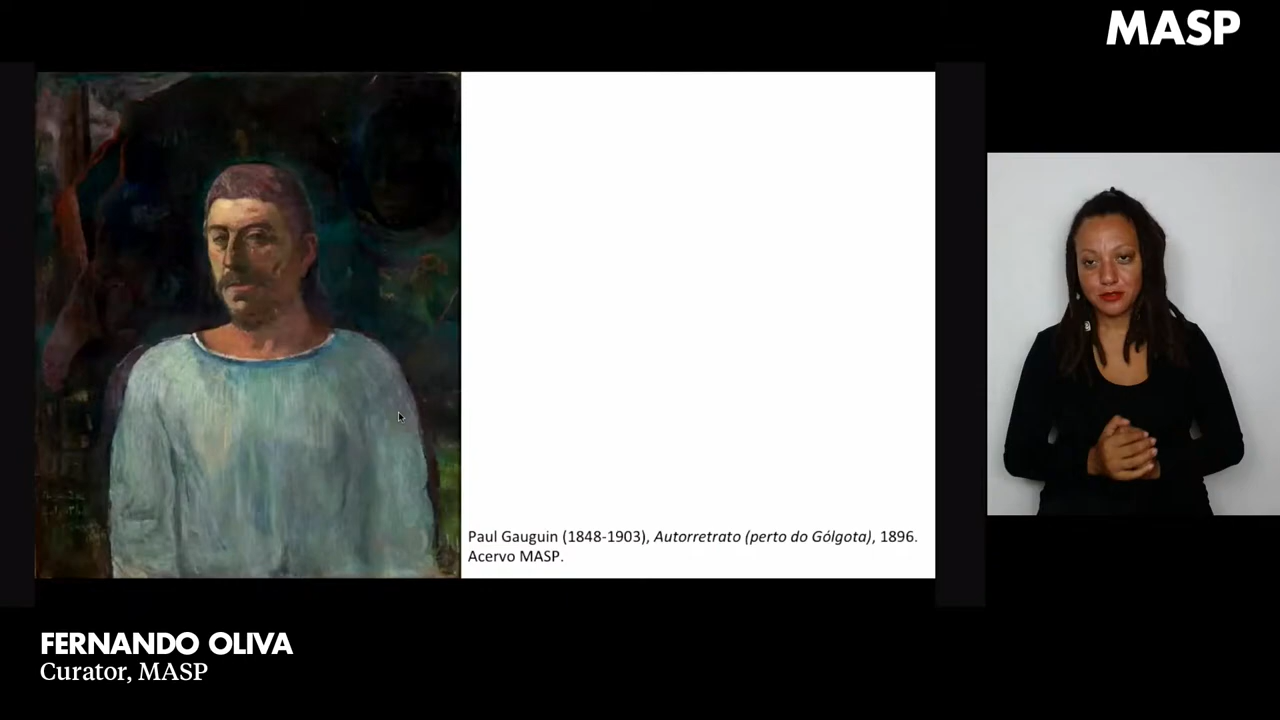 MASP
Paul Gauguin (1848-1903), Autorretrato (perto do Gólgota), 1896.
Acervo MASP.
FERNANDO OLIVA
Curator, MASP